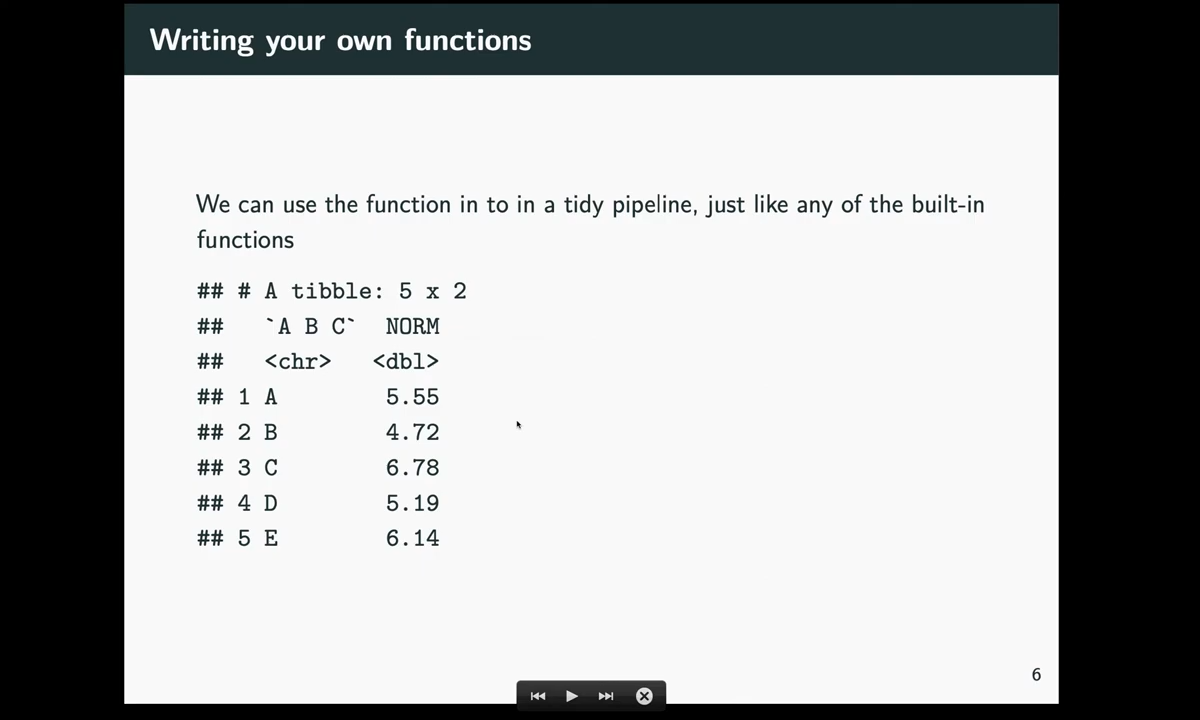 Writing your own functions
We can use the function in to in a tidy pipeline, just like any of the built-in
functions
## # A tibble: 5 x 2
##   `A B C`  NORM
##   <chr>   <dbl>
## 1 A        5.55
## 2 B        4.72
## 3 C        6.78
## 4 D        5.19
## 5 E        6.14
6